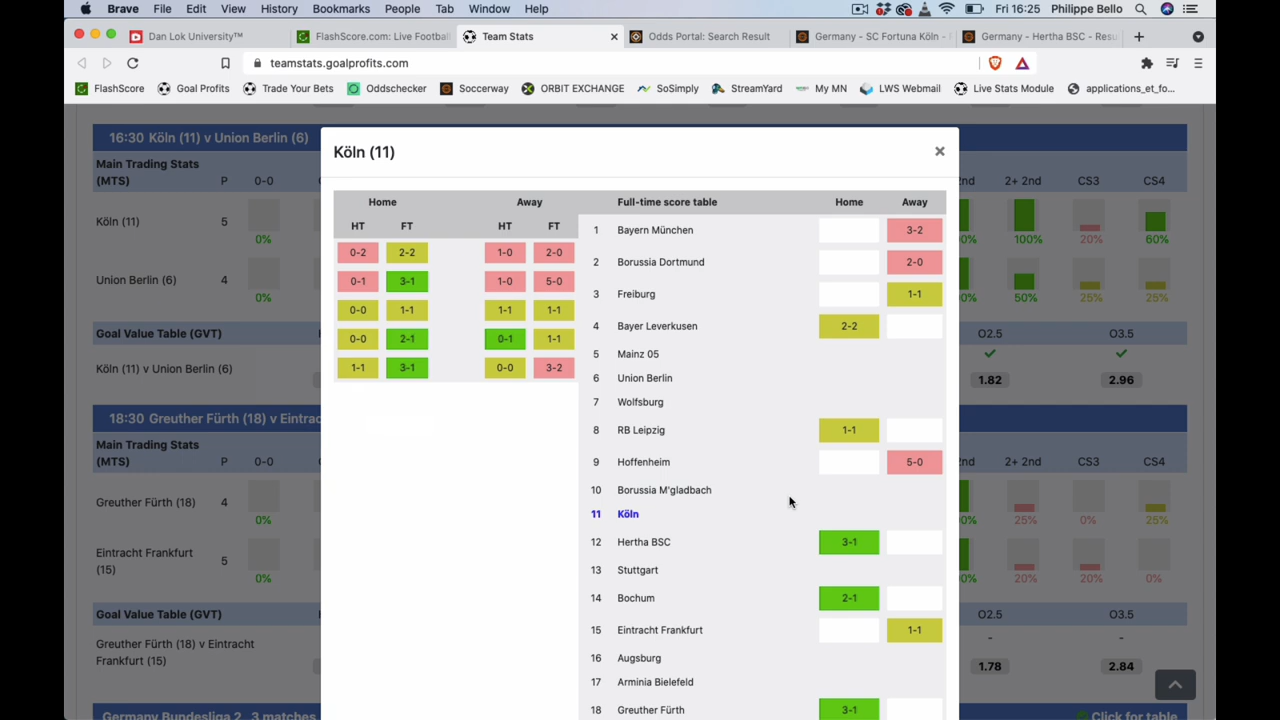 Brave File Edit View History Bookmarks People Tab Window Help Fri 16:25 Philippe Bello
Dan Lok University™ FlashScore.com: Live Football Team Stats Odds Portal: Search Result Germany - SC Fortuna Köln - Germany - Hertha BSC - Resu
teamstats.goalprofits.com
FlashScore Goal Profits Trade Your Bets Oddschecker Soccerway ORBIT EXCHANGE SoSimply StreamYard My MN LWS Webmail Live Stats Module applications_et_fo...
16:30 Köln (11) v Union Berlin (6)
Main Trading Stats
(MTS) P 0-0 2nd 2+ 2nd CS3 CS4
Köln (11) 5
0% 100% 20% 60%
Union Berlin (6) 4
0% 50% 25% 25%
Goal Value Table (GVT) O2.5 O3.5
Köln (11) v Union Berlin (6) 1.82 2.96
18:30 Greuther Fürth (18) v Eintrac
Main Trading Stats
(MTS) P 0-0 2nd 2+ 2nd CS3 CS4
Greuther Fürth (18) 4
0% 25% 0% 25%
Eintracht Frankfurt
(15) 5
0% 20% 20% 0%
Goal Value Table (GVT) O2.5 O3.5
Greuther Fürth (18) v Eintracht - -
Frankfurt (15) 1.78 2.84
Germany Bundesliga 2 3 matches Click for table
Köln (11) ×
Home Away
HT FT HT FT
0-2 2-2 1-0 2-0
0-1 3-1 1-0 5-0
0-0 1-1 1-1 1-1
0-0 2-1 0-1 1-1
1-1 3-1 0-0 3-2
Full-time score table Home Away
1 Bayern München 3-2
2 Borussia Dortmund 2-0
3 Freiburg 1-1
4 Bayer Leverkusen 2-2
5 Mainz 05
6 Union Berlin
7 Wolfsburg
8 RB Leipzig 1-1
9 Hoffenheim 5-0
10 Borussia M'gladbach
11 Köln
12 Hertha BSC 3-1
13 Stuttgart
14 Bochum 2-1
15 Eintracht Frankfurt 1-1
16 Augsburg
17 Arminia Bielefeld
18 Greuther Fürth 3-1